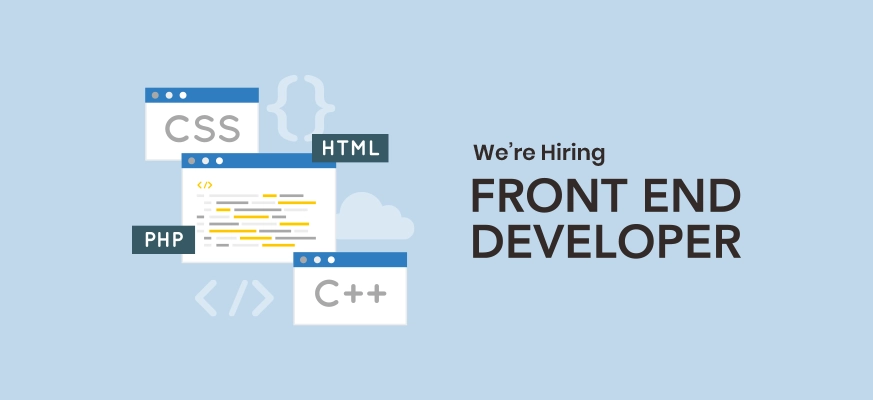 {}
CSS
HTML
</>
PHP
</>
C++
We're Hiring
FRONT END
DEVELOPER